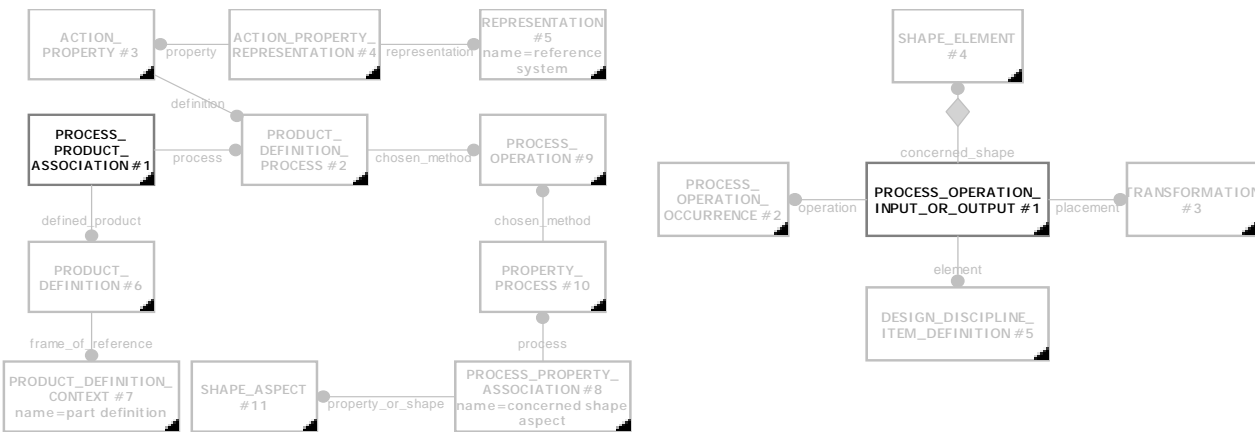 ACTION_
PROPERTY #3
property
ACTION_PROPERTY_
REPRESENTATION #4
representation
REPRESENTATION
#5
name=reference
system
definition
PROCESS_
PRODUCT_
ASSOCIATION #1
process
PRODUCT_
DEFINITION_
PROCESS #2
chosen_method
PROCESS_
OPERATION #9
defined_product
chosen_method
PRODUCT_
DEFINITION #6
PROPERTY_
PROCESS #10
frame_of_reference
process
PRODUCT_DEFINITION_
CONTEXT #7
name=part definition
SHAPE_ASPECT
#11
property_or_shape
PROCESS_PROPERTY_
ASSOCIATION #8
name=concerned shape
aspect
SHAPE_ELEMENT
#4
concerned_shape
PROCESS_
OPERATION_
OCCURRENCE #2
operation
PROCESS_OPERATION_
INPUT_OR_OUTPUT #1
placement
TRANSFORMATION
#3
element
DESIGN_DISCIPLINE_
ITEM_DEFINITION #5